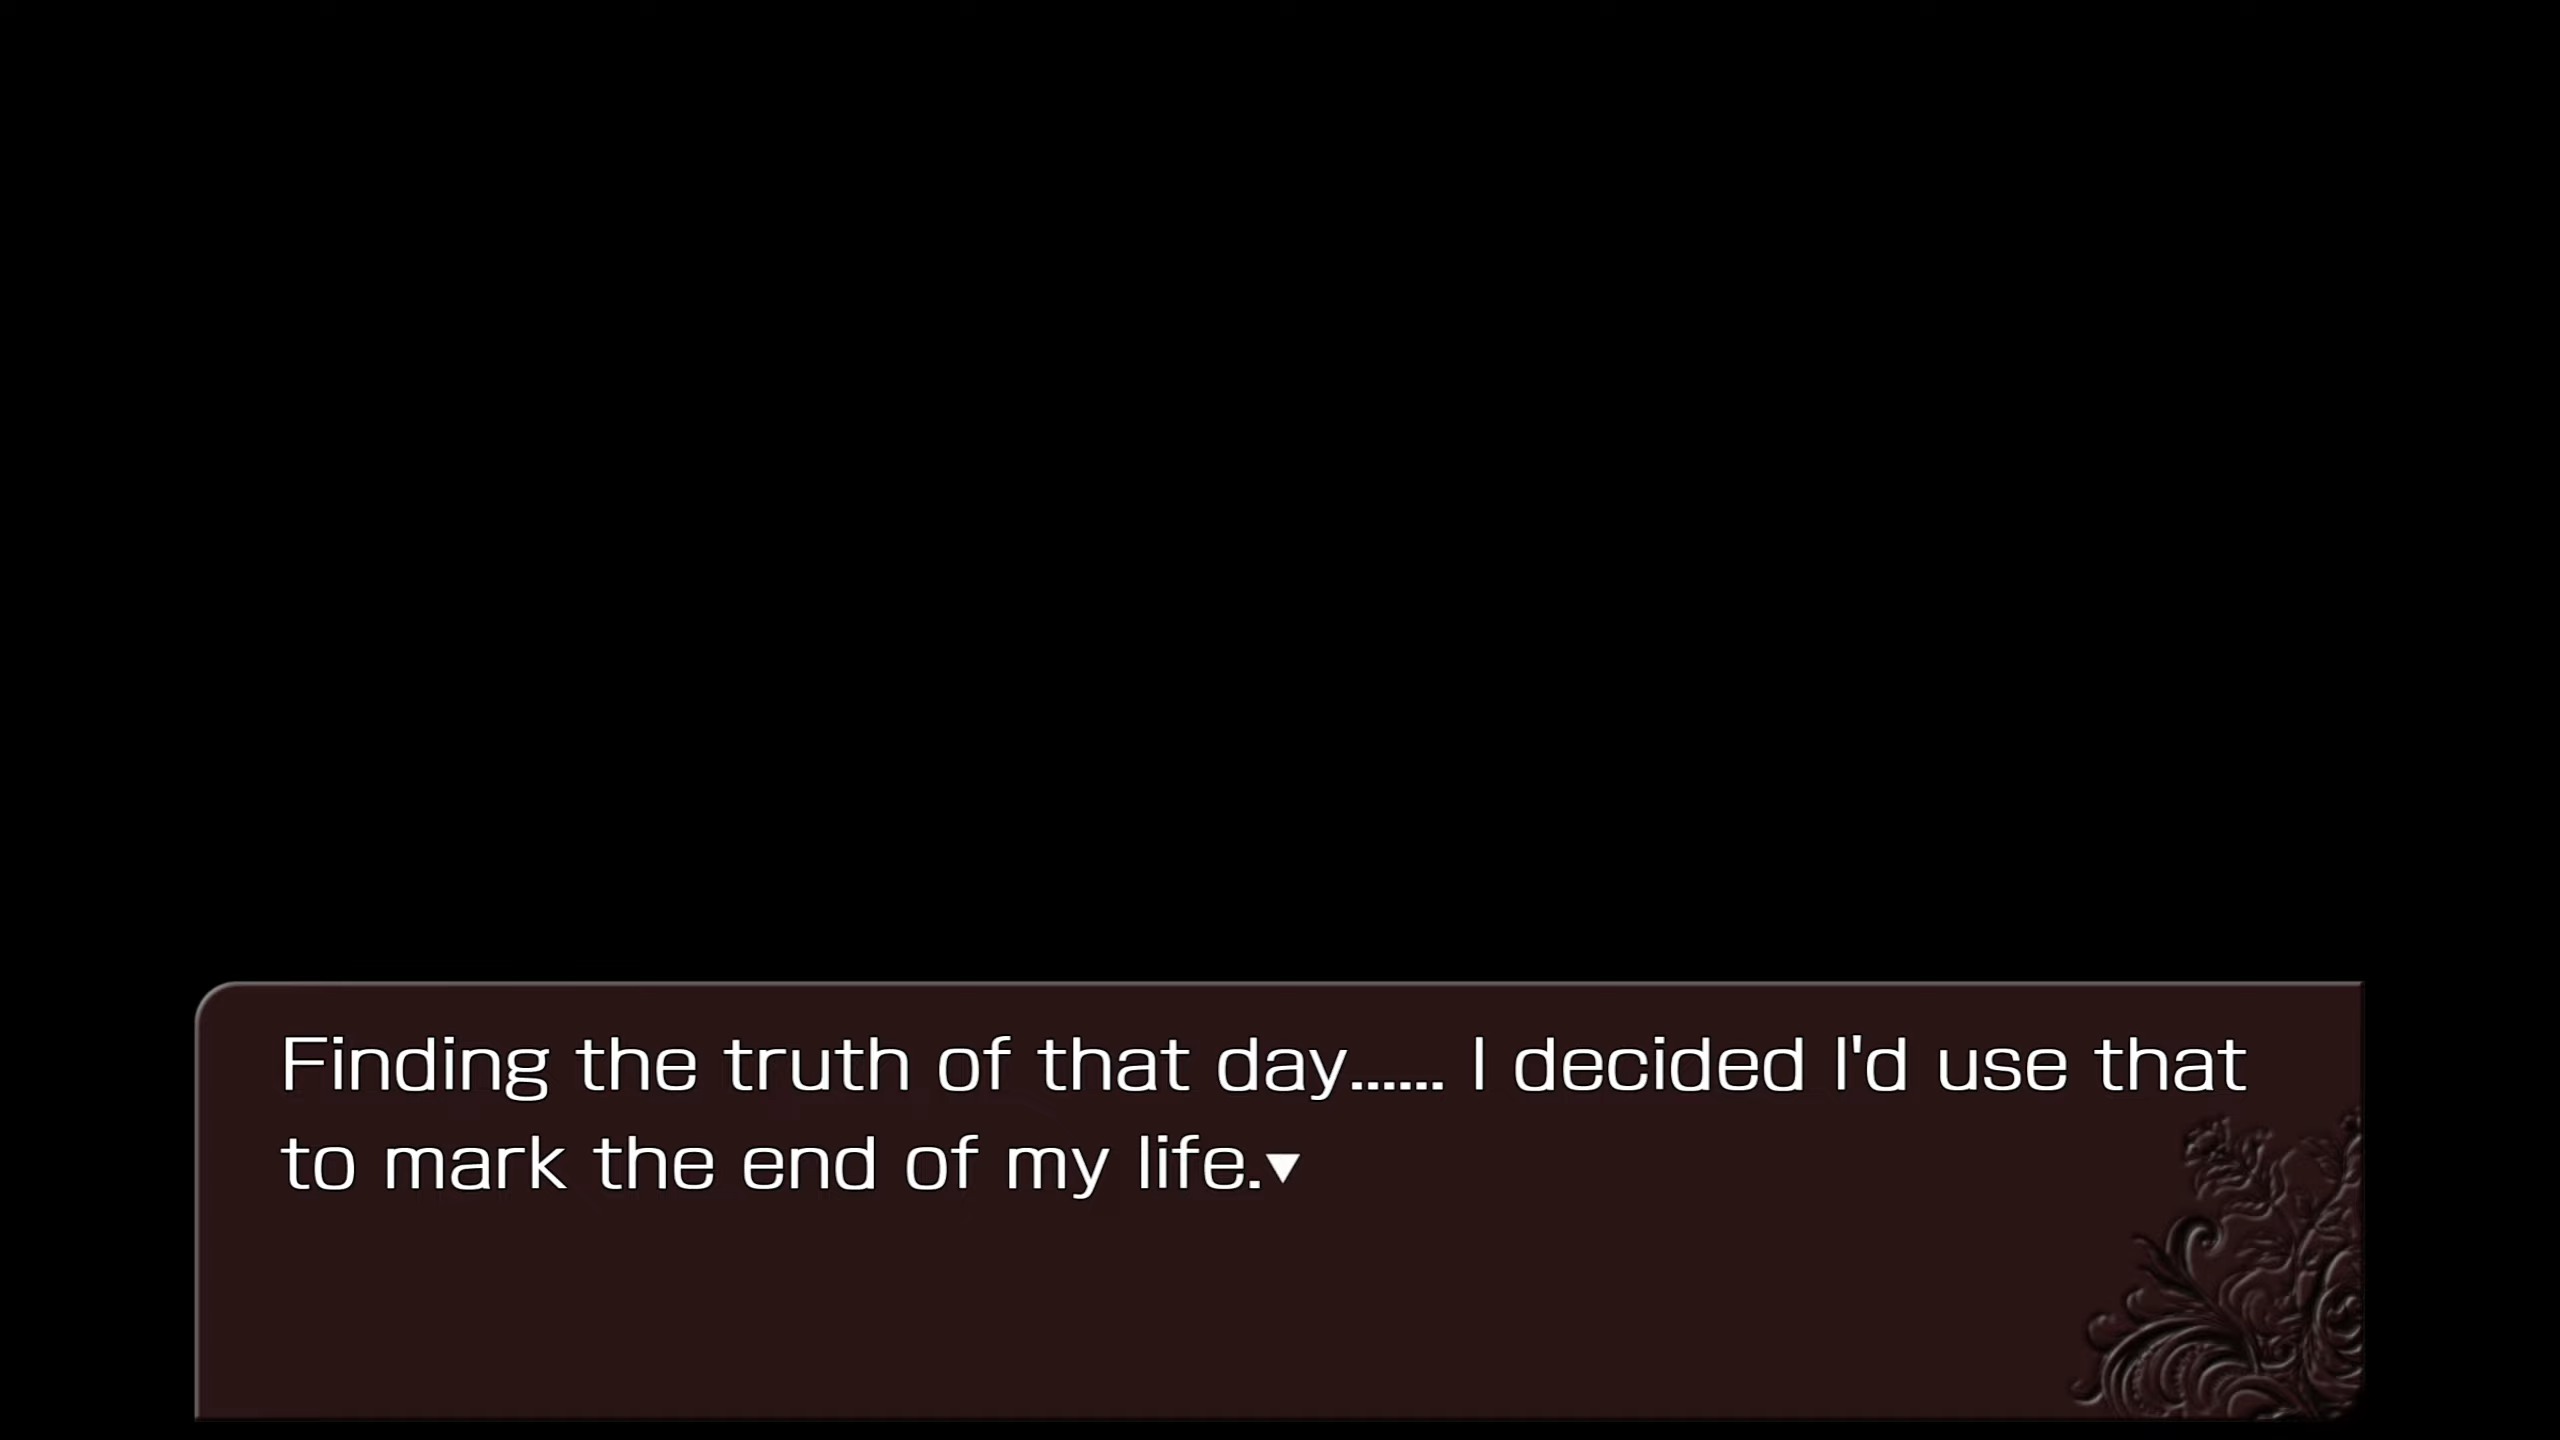 Finding the truth of that day...... I decided I'd use that
to mark the end of my life.▼